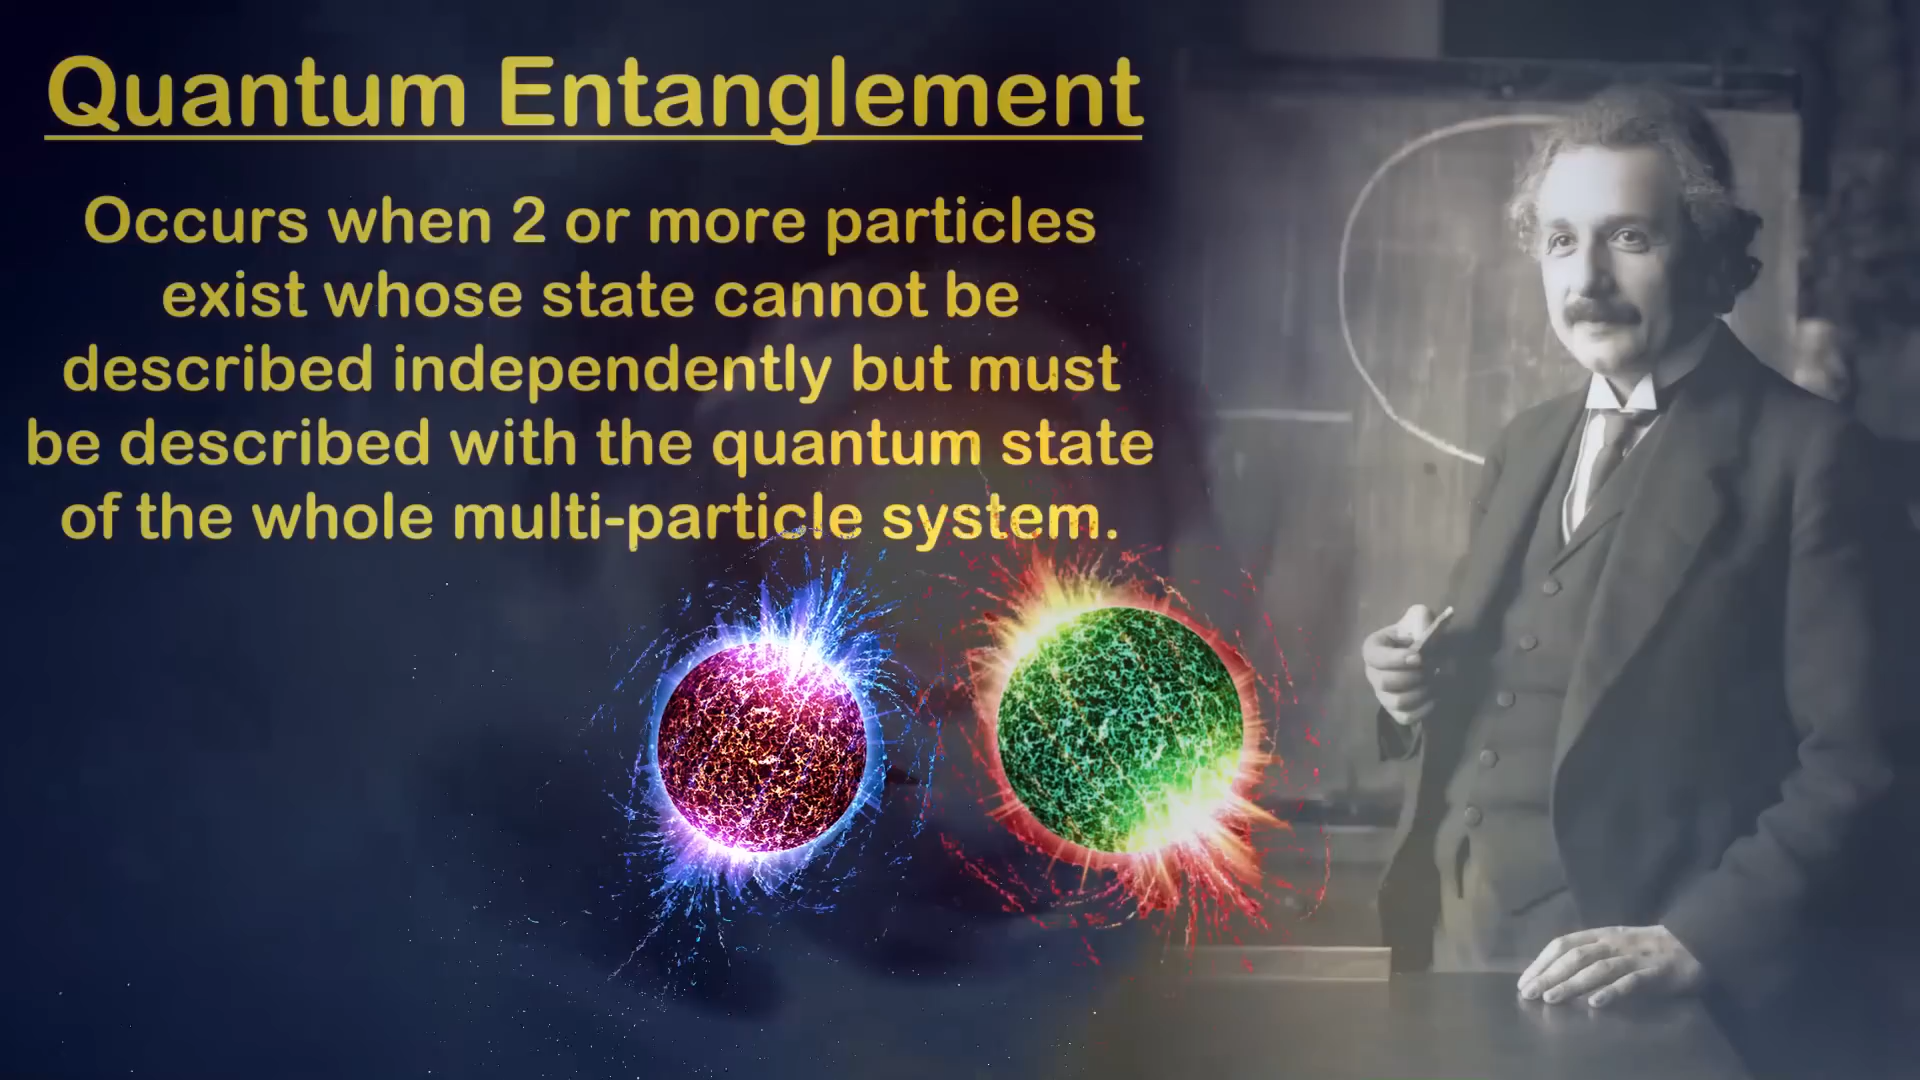 Quantum Entanglement
Occurs when 2 or more particles
exist whose state cannot be
described independently but must
be described with the quantum state
of the whole multi-particle system.